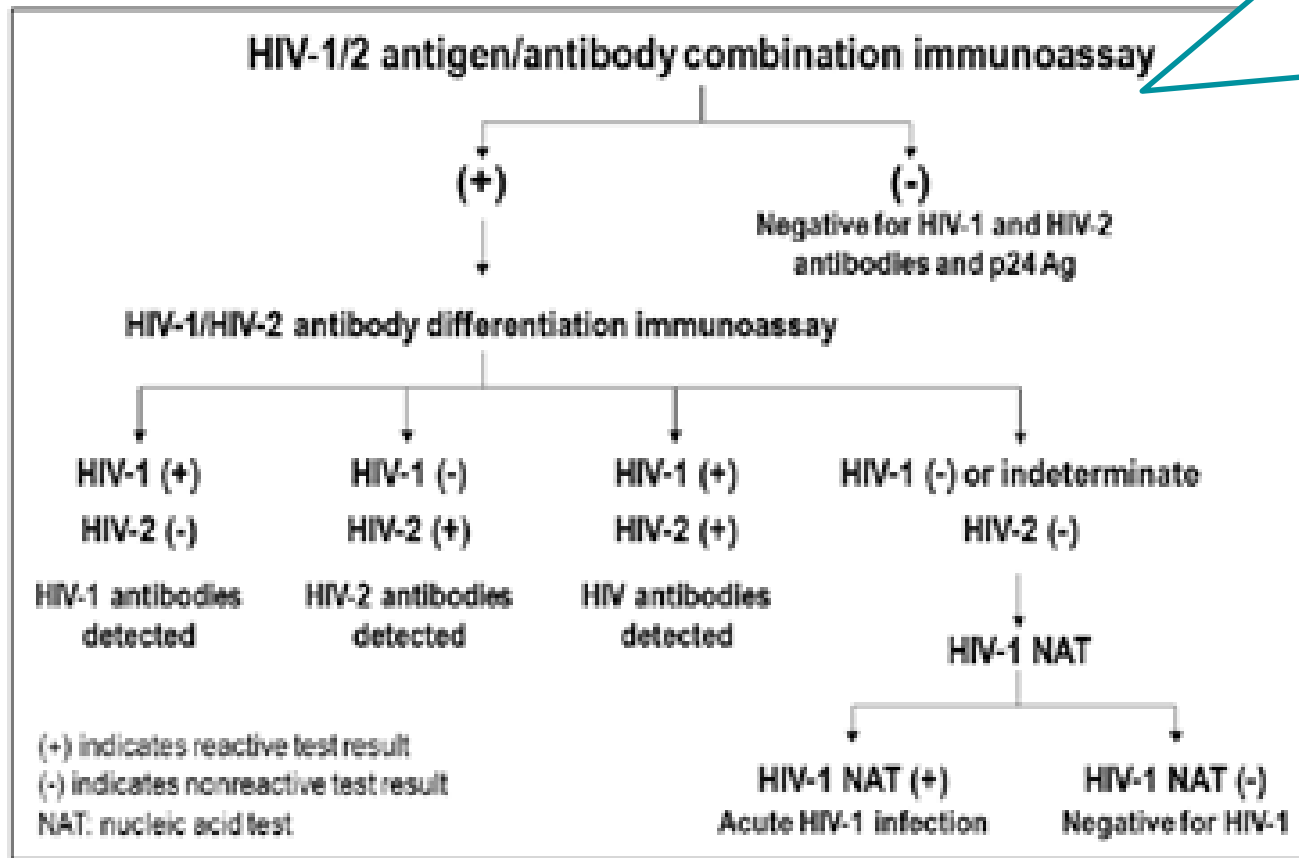 HIV-1/2 antigen/antibody combination immunoassay
(+)
(-)
Negative for HIV-1 and HIV-2
antibodies and p24 Ag
HIV-1/HIV-2 antibody differentiation immunoassay
HIV-1 (+)
HIV-2 (-)
HIV-1 antibodies
detected
HIV-1 (-)
HIV-2 (+)
HIV-2 antibodies
detected
HIV-1 (+)
HIV-2 (+)
HIV antibodies
detected
HIV-1 (-) or indeterminate
HIV-2 (-)
HIV-1 NAT
HIV-1 NAT (+)
Acute HIV-1 infection
HIV-1 NAT (-)
Negative for HIV-1
(+) indicates reactive test result
(-) indicates nonreactive test result
NAT: nucleic acid test